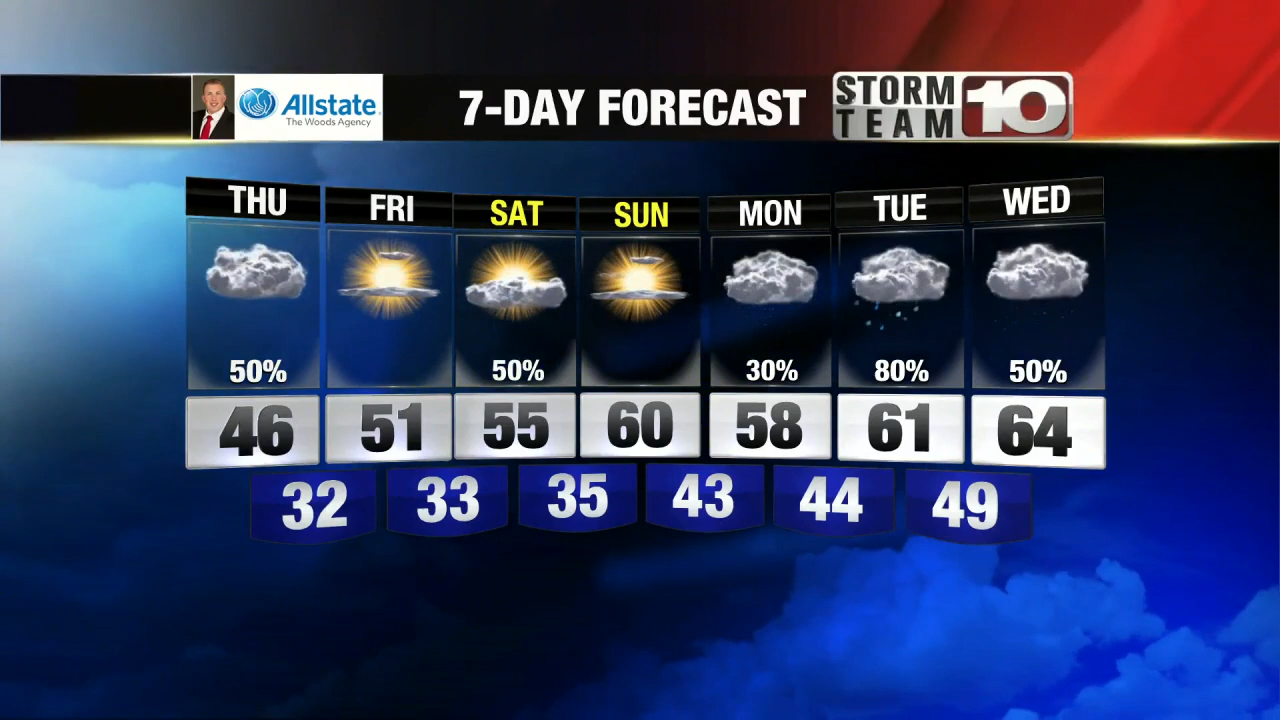 Allstate.
The Woods Agency
7-DAY FORECAST
STORM TEAM 10
THU FRI SAT SUN MON TUE WED
50% 50% 30% 80% 50%
46 51 55 60 58 61 64
32 33 35 43 44 49